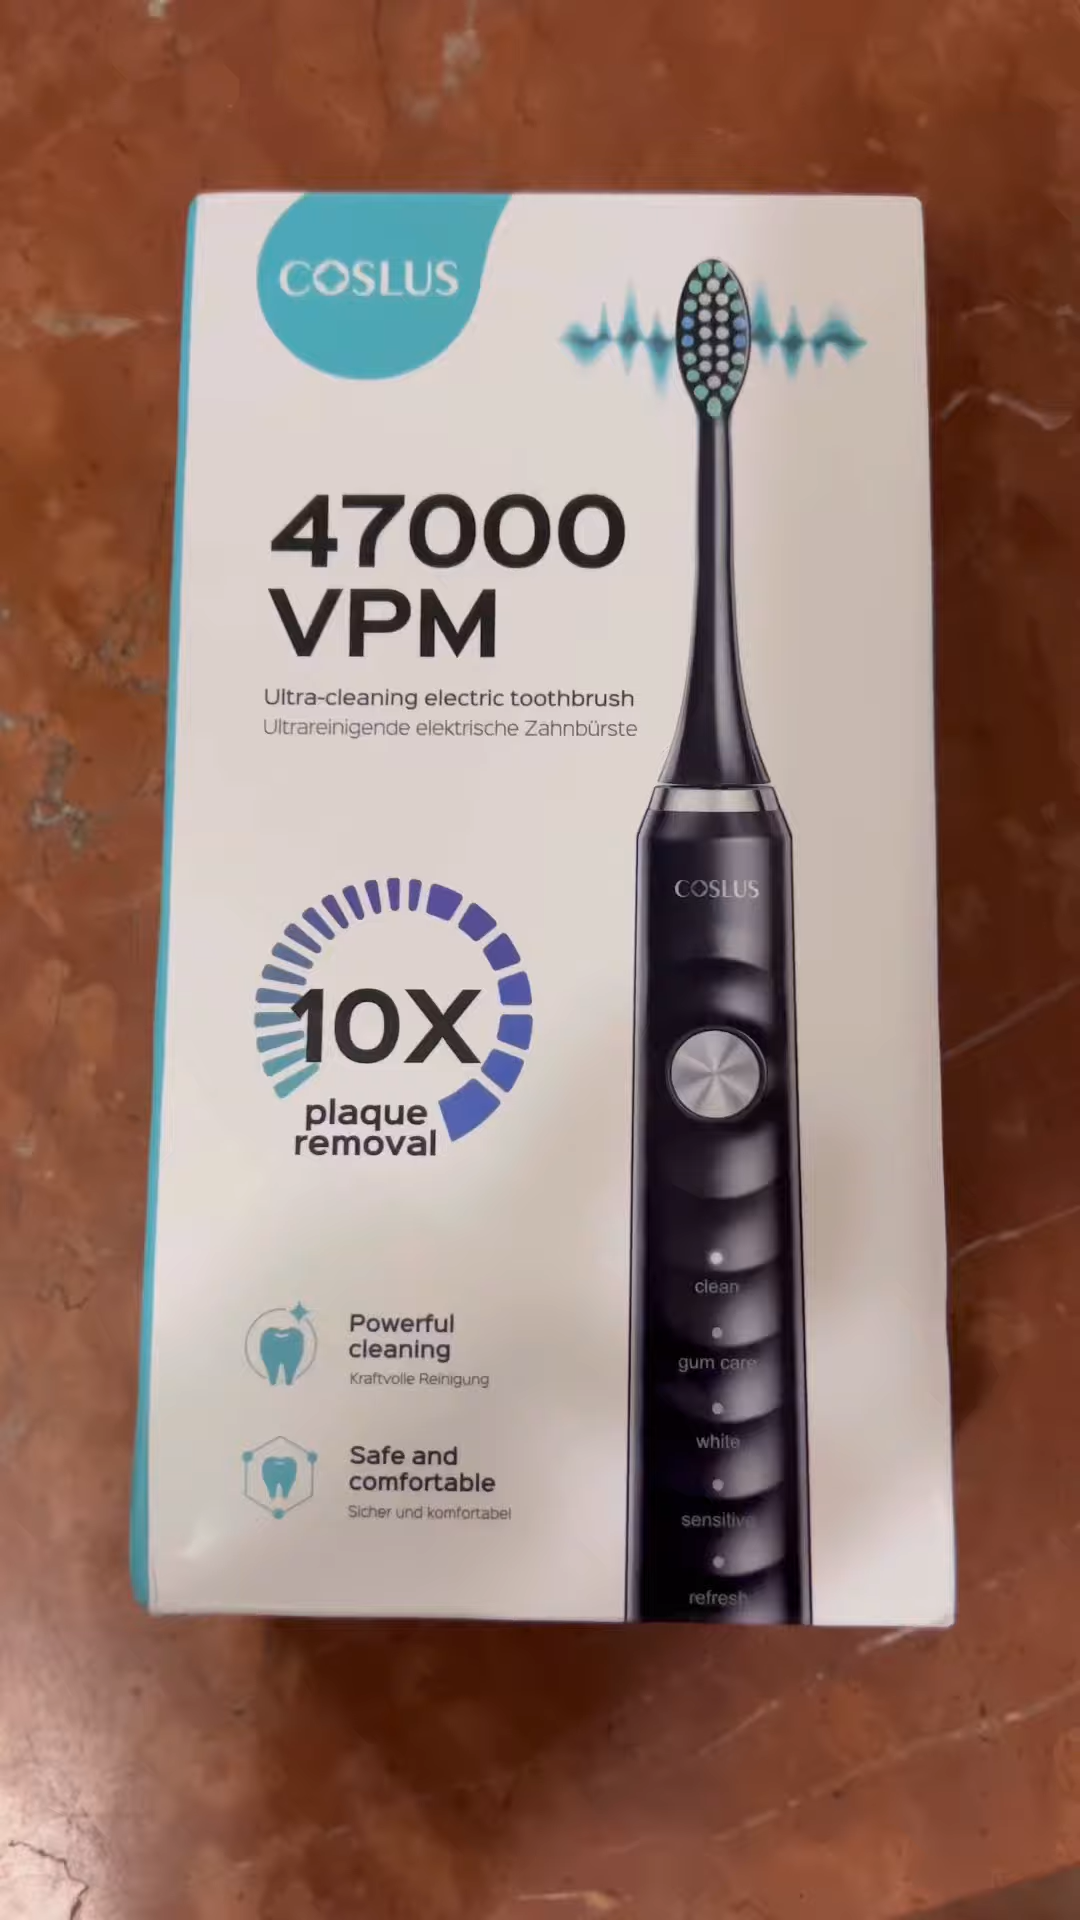 COSLUS
47000
VPM
Ultra-cleaning electric toothbrush
Ultrareinigende elektrische Zahnbürste
COSLUS
10X
plaque
removal
clean
gum care
white
sensitive
refresh
Powerful
cleaning
Kraftvolle Reinigung
Safe and
comfortable
Sicher und komfortabel